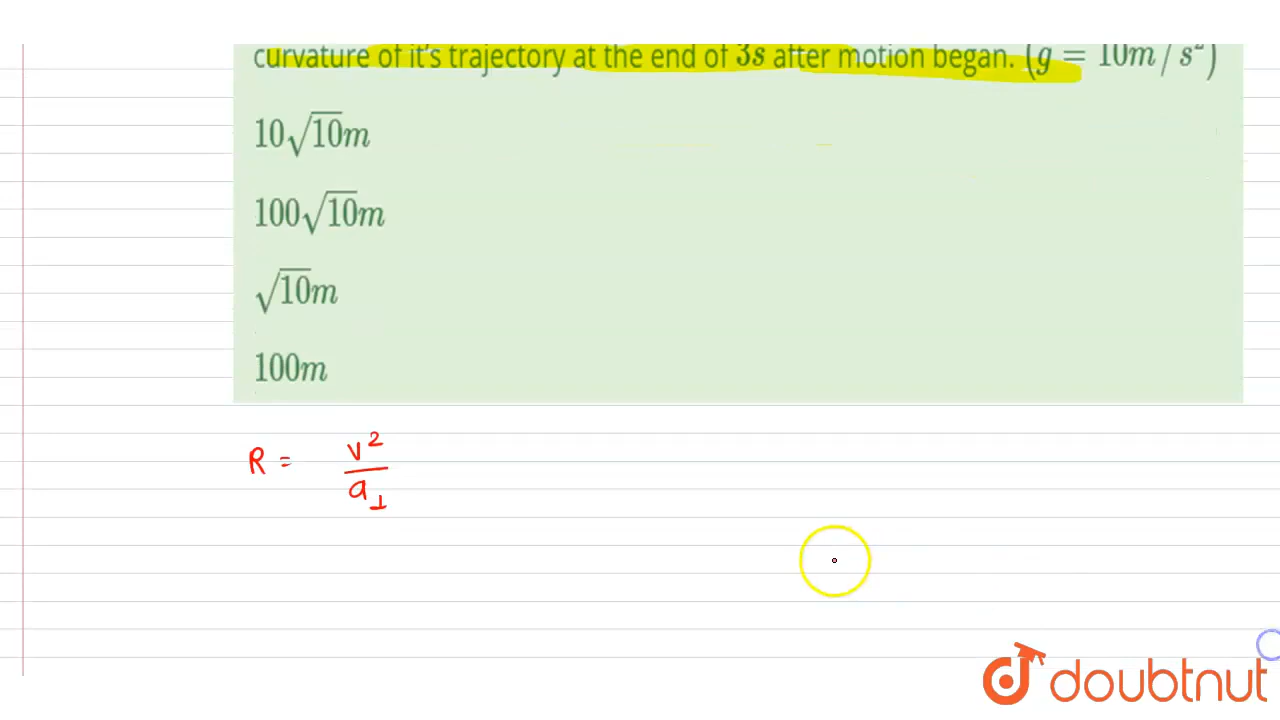 curvature of it's trajectory at the end of 3s after motion began. (g = 10m / s²)
10√10m
100√10m
√10m
100m
R = v²/a⊥
doubtnut